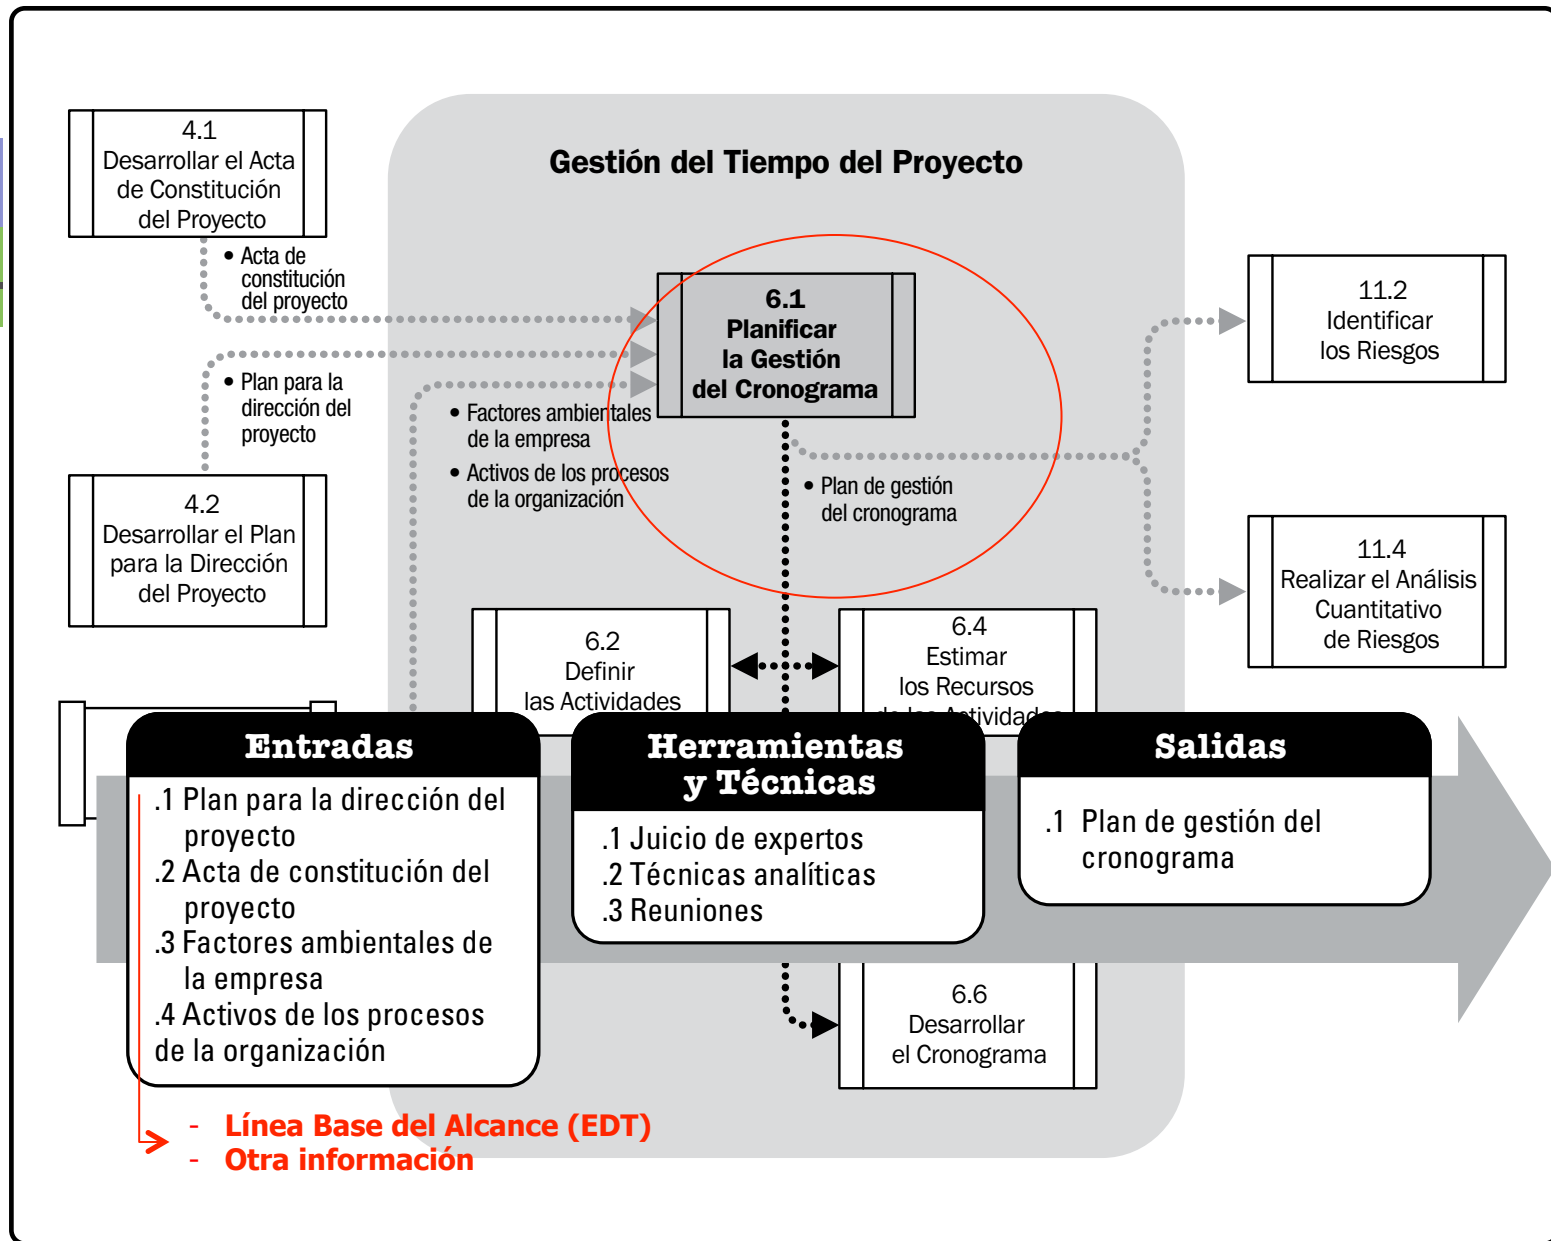 Gestión del Tiempo del Proyecto
4.1
Desarrollar el Acta
de Constitución
del Proyecto
• Acta de
constitución
del proyecto
6.1
Planificar
la Gestión
del Cronograma
11.2
Identificar
los Riesgos
• Plan para la
dirección del
proyecto
• Factores ambientales
de la empresa
• Activos de los procesos
de la organización
• Plan de gestión
del cronograma
4.2
Desarrollar el Plan
para la Dirección
del Proyecto
11.4
Realizar el Análisis
Cuantitativo
de Riesgos
6.2
Definir
las Actividades
6.4
Estimar
los Recursos
de las Actividades
Entradas
.1 Plan para la dirección del
proyecto
.2 Acta de constitución del
proyecto
.3 Factores ambientales de
la empresa
.4 Activos de los procesos
de la organización
Herramientas
y Técnicas
.1 Juicio de expertos
.2 Técnicas analíticas
.3 Reuniones
Salidas
.1 Plan de gestión del
cronograma
6.6
Desarrollar
el Cronograma
- Línea Base del Alcance (EDT)
- Otra información